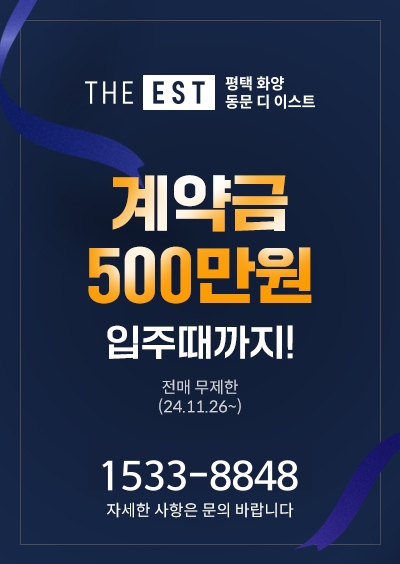 THE EST 평택 화양
동문 디 이스트
계약금
500만원
입주때까지!
전매 무제한
(24.11.26~)
1533-8848
자세한 사항은 문의 바랍니다